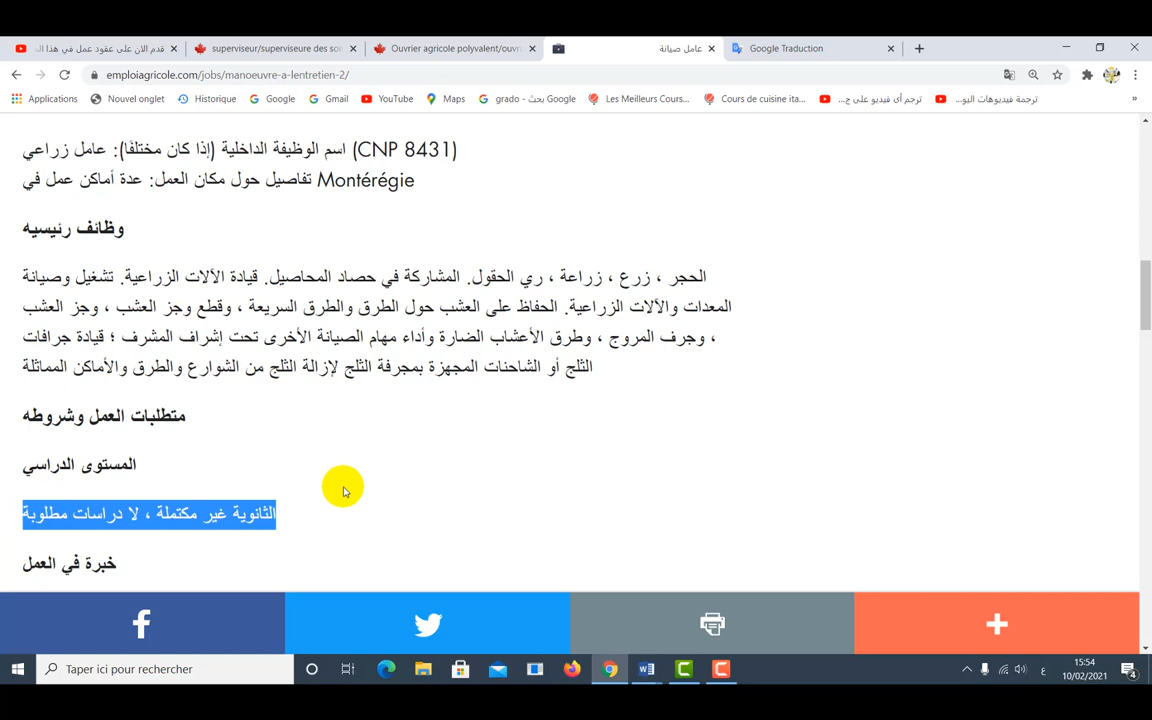 قدم الان على عقود عمل في هذا ال
superviseur/superviseure des soi
Ouvrier agricole polyvalent/ouvri
عامل صيانة
Google Traduction
emploiagricole.com/jobs/manoeuvre-a-lentretien-2/
Applications
Nouvel onglet
Historique
Google
Gmail
YouTube
Maps
grado - بحث Google
Les Meilleurs Cours...
Cours de cuisine ita...
ترجم أى فيديو على ج...
ترجمة فيديوهات اليو...
اسم الوظيفة الداخلية (إذا كان مختلفًا): عامل زراعي (CNP 8431)
تفاصيل حول مكان العمل: عدة أماكن عمل في Montérégie
وظائف رئيسيه
الحجر ، زرع ، زراعة ، ري الحقول. المشاركة في حصاد المحاصيل. قيادة الآلات الزراعية. تشغيل وصيانة
المعدات والآلات الزراعية. الحفاظ على العشب حول الطرق والطرق السريعة ، وقطع وجز العشب ، وجز العشب
، وجرف المروج ، وطرق الأعشاب الضارة وأداء مهام الصيانة الأخرى تحت إشراف المشرف ؛ قيادة جرافات
الثلج أو الشاحنات المجهزة بمجرفة الثلج لإزالة الثلج من الشوارع والطرق والأماكن المماثلة
متطلبات العمل وشروطه
المستوى الدراسي
الثانوية غير مكتملة ، لا دراسات مطلوبة
خبرة في العمل
Taper ici pour rechercher
ع
15:54
10/02/2021
4